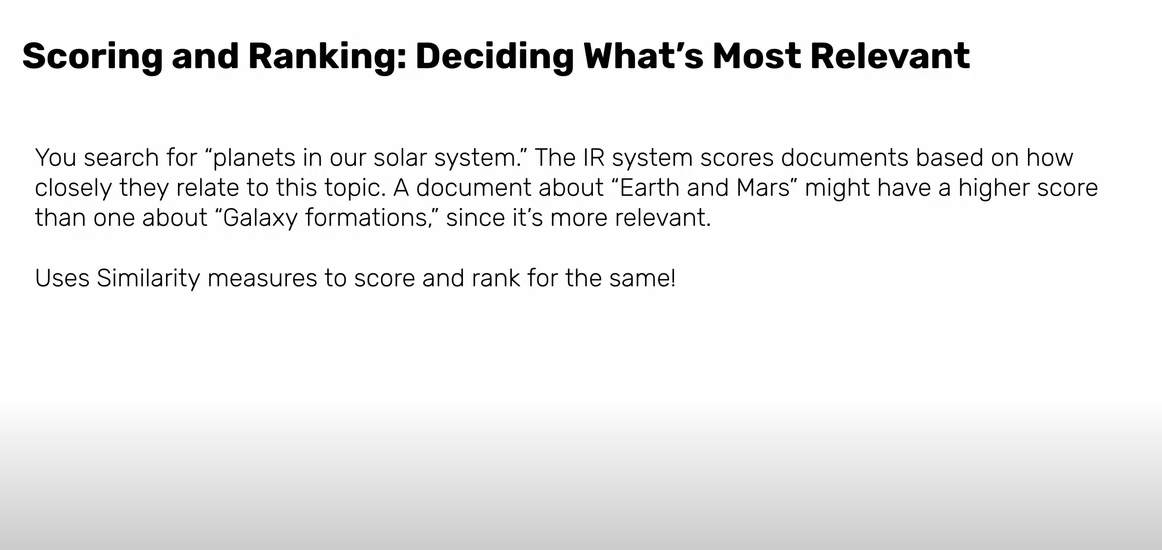 Scoring and Ranking: Deciding What’s Most Relevant
You search for “planets in our solar system.” The IR system scores documents based on how
closely they relate to this topic. A document about “Earth and Mars” might have a higher score
than one about “Galaxy formations,” since it’s more relevant.
Uses Similarity measures to score and rank for the same!